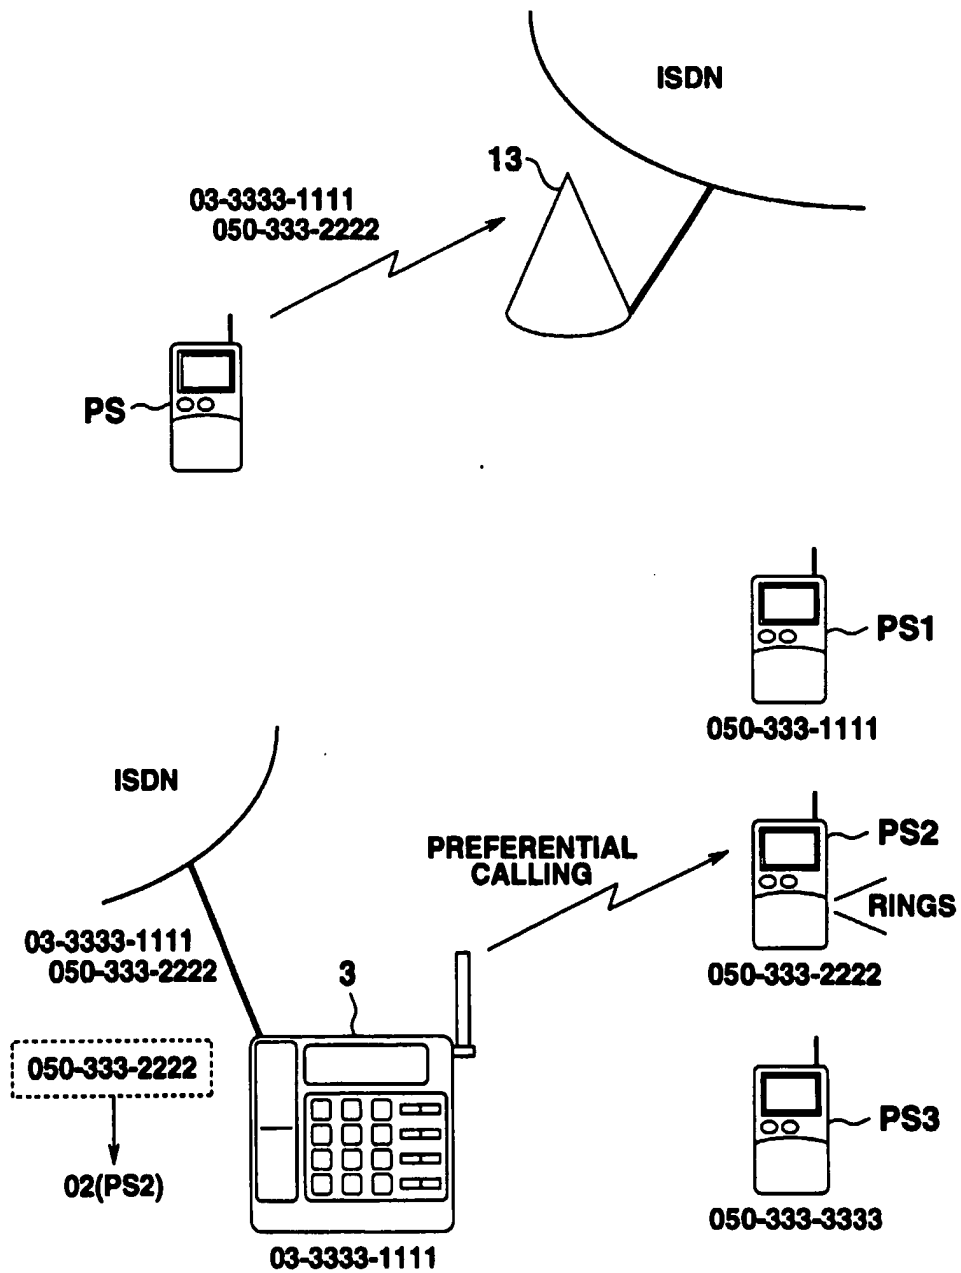 ISDN
13
03-3333-1111
050-333-2222
PS
PS1
050-333-1111
ISDN
PS2
PREFERENTIAL
CALLING
RINGS
03-3333-1111
050-333-2222
3
050-333-2222
050-333-2222
PS3
02(PS2)
050-333-3333
03-3333-1111